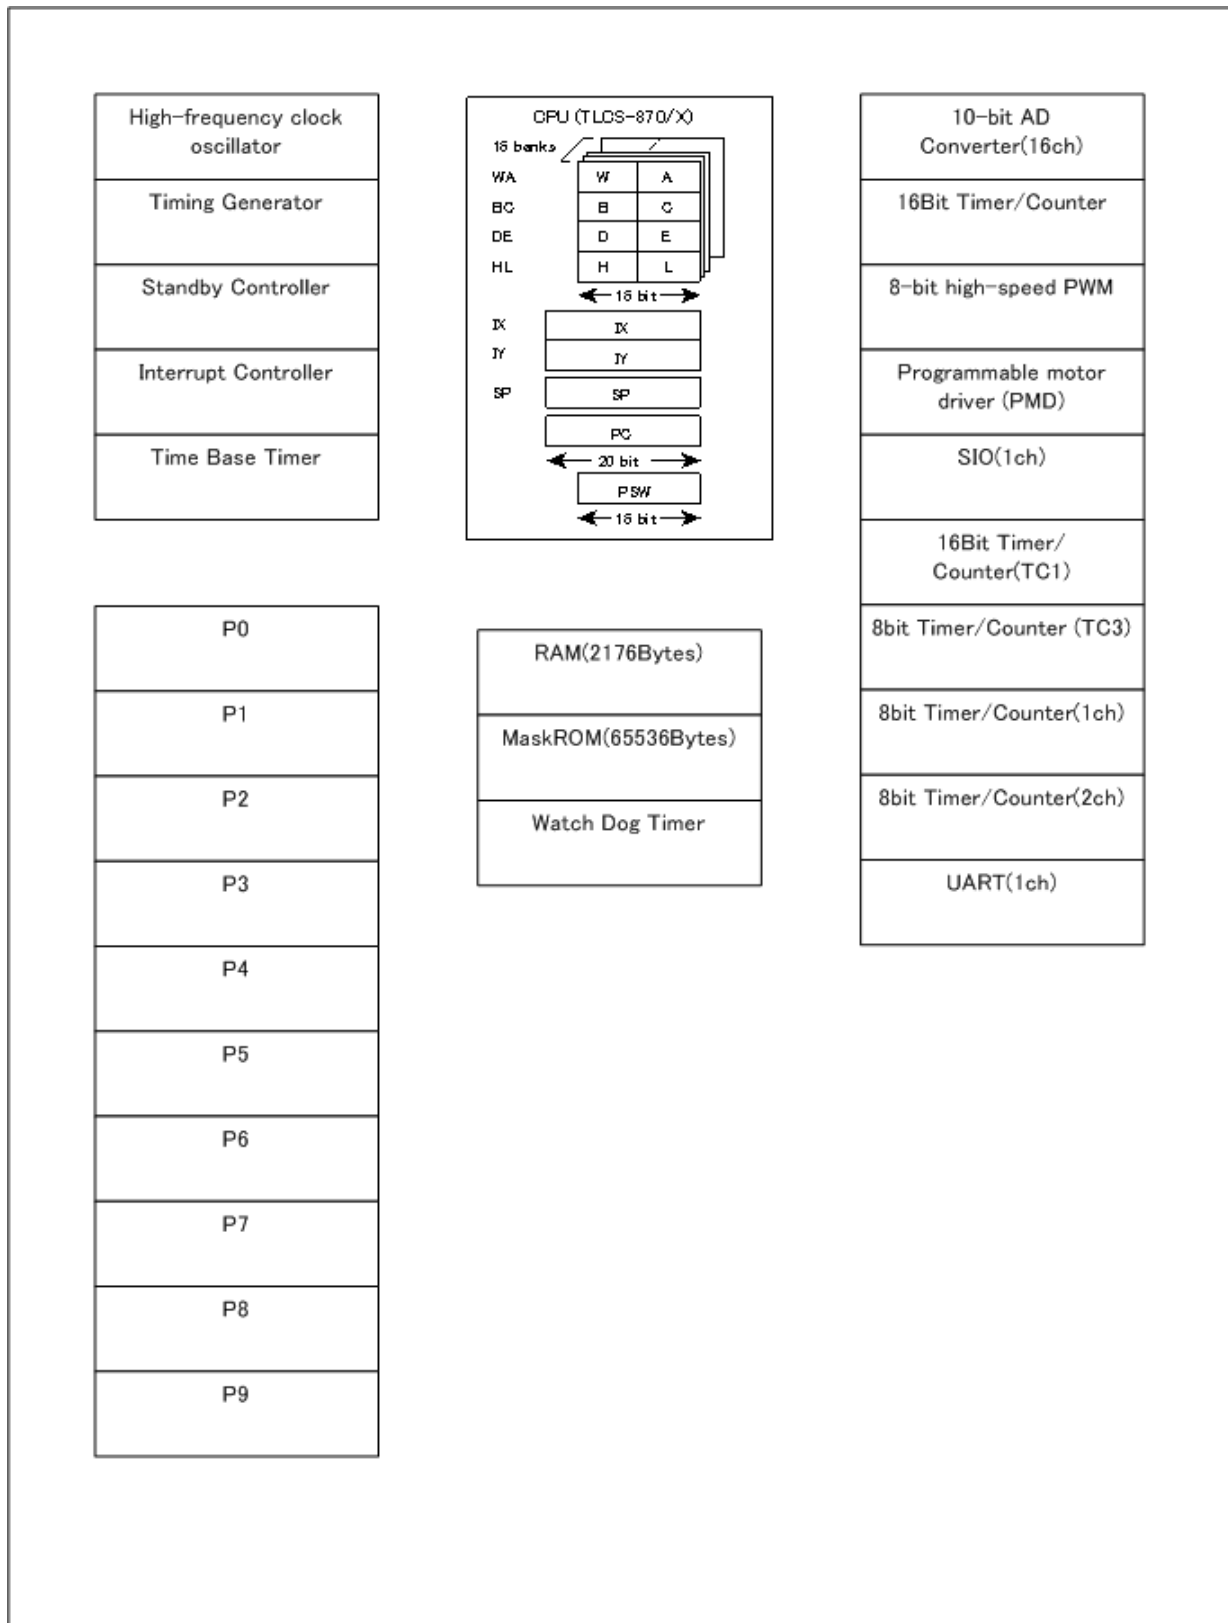 High-frequency clock
oscillator
Timing Generator
Standby Controller
Interrupt Controller
Time Base Timer
P0
P1
P2
P3
P4
P5
P6
P7
P8
P9
CPU (TLCS-870/X)
16 banks
WA W A
BC B C
DE D E
HL H L
16 bit
IX IX
IY IY
SP SP
PC
20 bit
PSW
16 bit
RAM(2176Bytes)
MaskROM(65536Bytes)
Watch Dog Timer
10-bit AD
Converter(16ch)
16Bit Timer/Counter
8-bit high-speed PWM
Programmable motor
driver (PMD)
SIO(1ch)
16Bit Timer/
Counter(TC1)
8bit Timer/Counter (TC3)
8bit Timer/Counter(1ch)
8bit Timer/Counter(2ch)
UART(1ch)